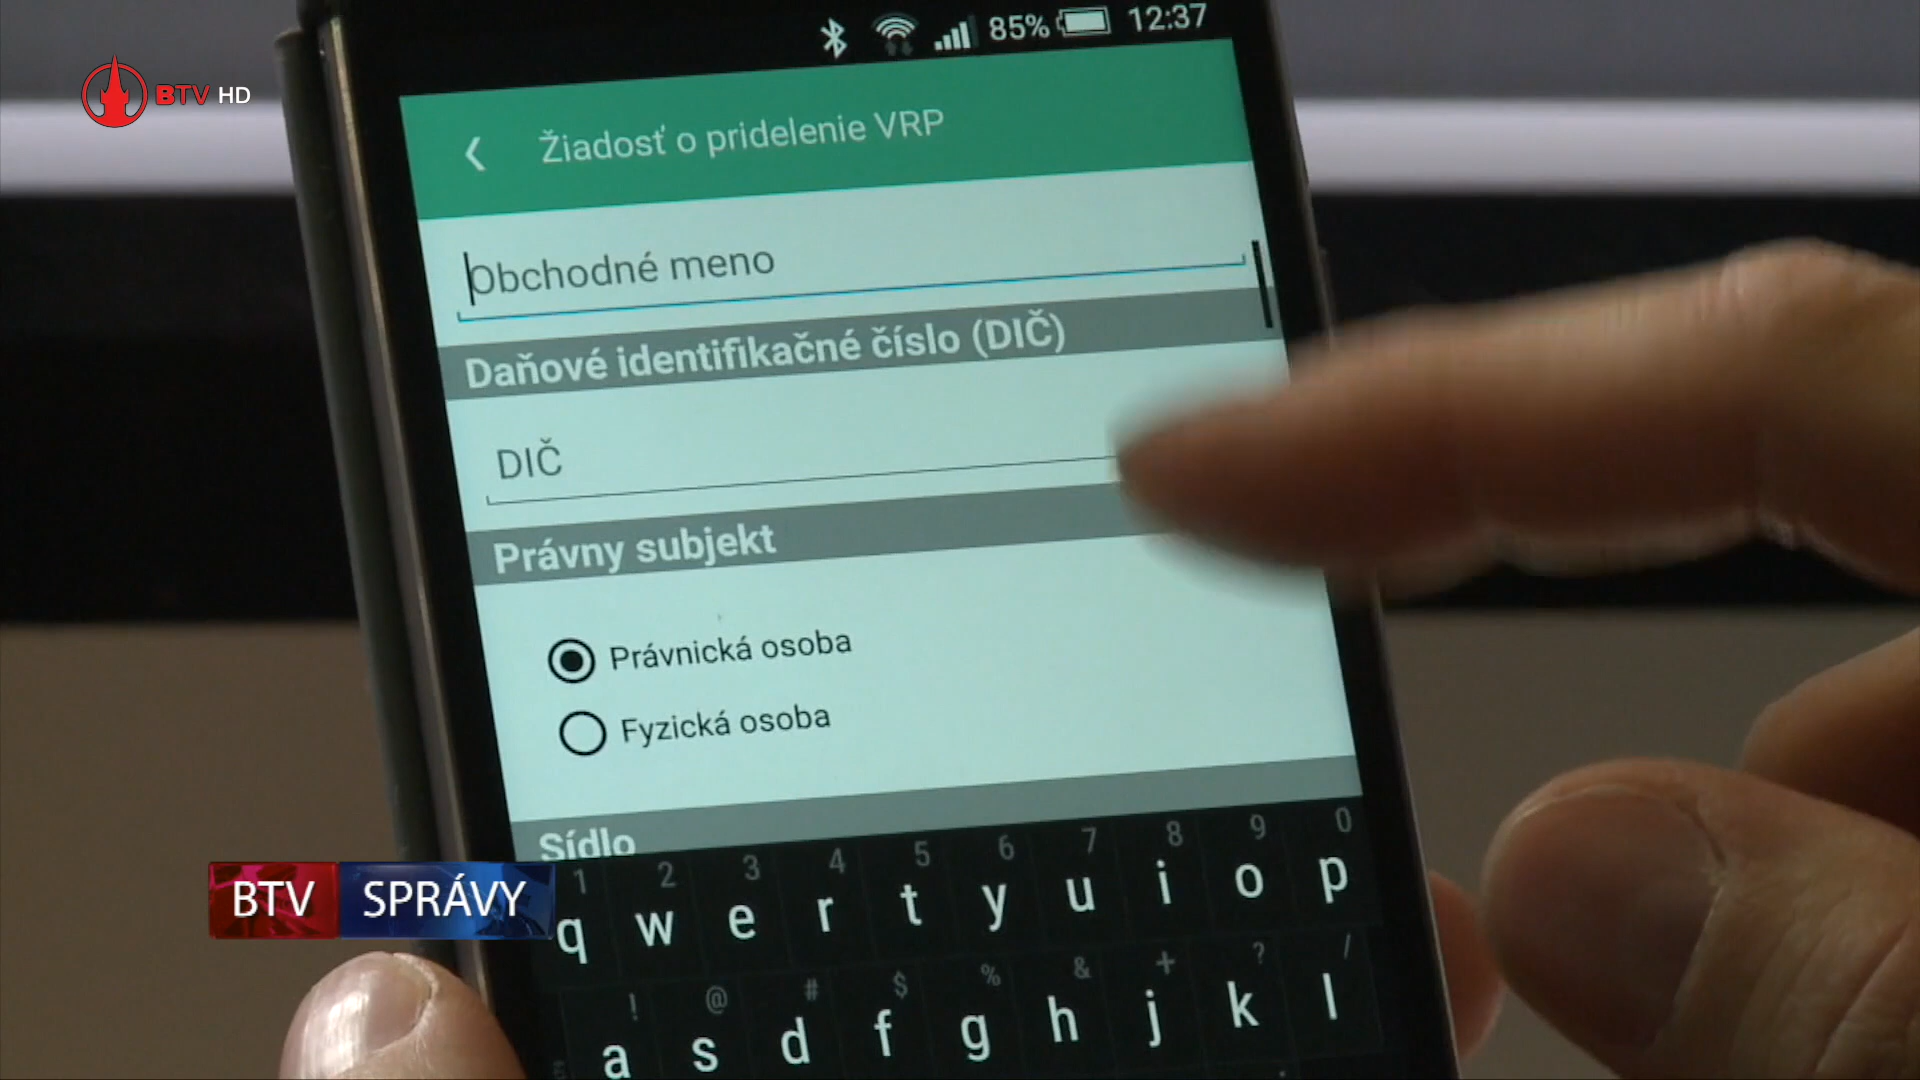 85% 12:37
BTV HD
Žiadosť o pridelenie VRP
Obchodné meno
Daňové identifikačné číslo (DIČ)
DIČ
Právny subjekt
Právnická osoba
Fyzická osoba
Sídlo
BTV SPRÁVY
1 2 3 4 5 6 7 8 9 0
q w e r t y u i o p
! @ # $ % & + ? /
a s d f g h j k l